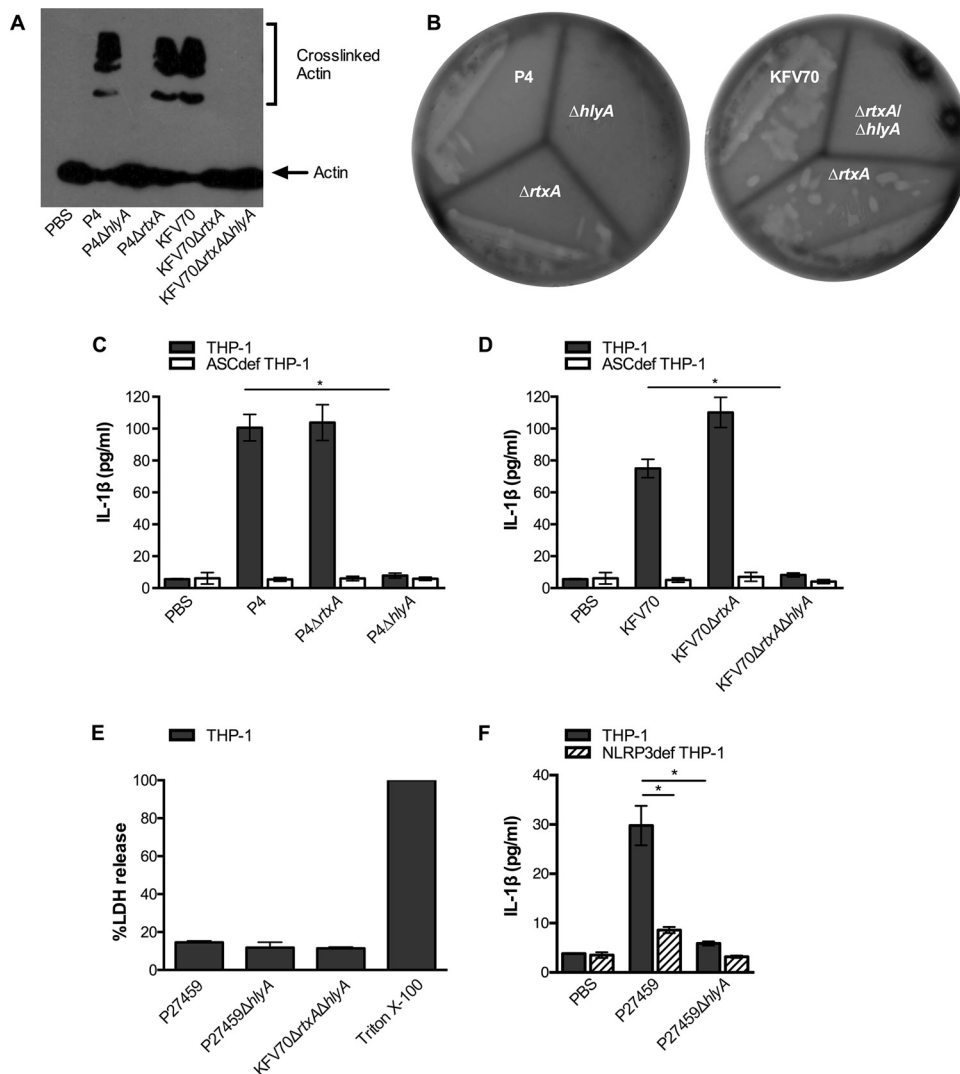 A
Crosslinked
Actin
Actin
PBS
P4
P4ΔhlyA
P4ΔrtxA
KFV70
KFV70ΔrtxA
KFV70ΔrtxAΔhlyA
B
P4
ΔhlyA
ΔrtxA
KFV70
ΔrtxA/
ΔhlyA
ΔrtxA
C
THP-1
ASCdef THP-1
*
IL-1β (pg/ml)
120
100
80
60
40
20
0
PBS
P4
P4ΔrtxA
P4ΔhlyA
D
THP-1
ASCdef THP-1
*
IL-1β (pg/ml)
120
100
80
60
40
20
0
PBS
KFV70
KFV70ΔrtxA
KFV70ΔrtxAΔhlyA
E
THP-1
%LDH release
100
80
60
40
20
0
P27459
P27459ΔhlyA
KFV70ΔrtxAΔhlyA
Triton X-100
F
THP-1
NLRP3def THP-1
*
*
IL-1β (pg/ml)
40
30
20
10
0
PBS
P27459
P27459ΔhlyA